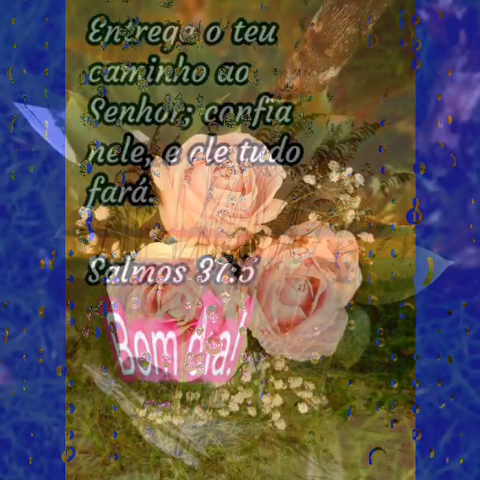 Entrega o teu
caminho ao
Senhor; confia
nele, e ele tudo
fará.
Salmos 37:5
Bom dia!